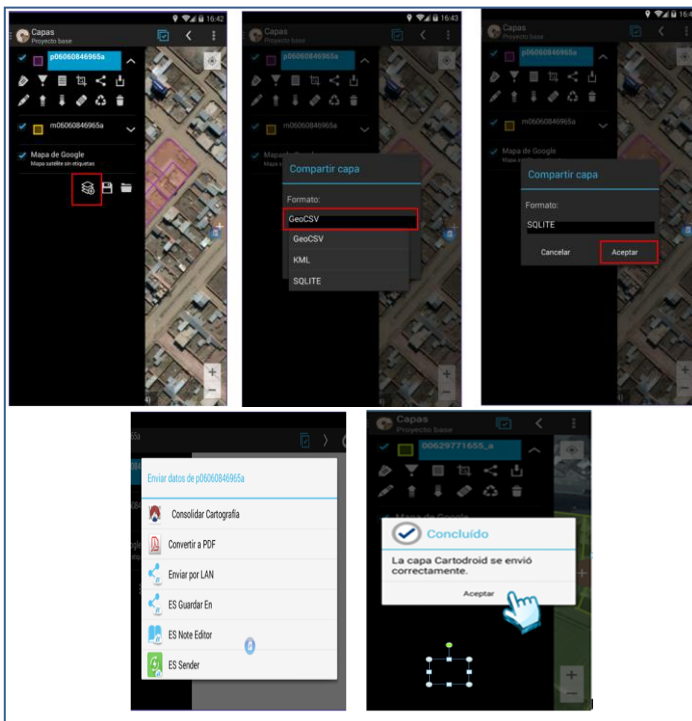 16:42
Capas
Proyecto base
p06060846965a
m06060846965a
Mapa de Google
Mapa satélite sin etiquetas
16:43
Capas
Proyecto base
p06060846965a
m06060846965a
Compartir capa
Formato:
GeoCSV
GeoCSV
KML
SQLITE
Capas
Proyecto base
p06060846965a
m06060846965a
Mapa de Google
Compartir capa
Formato:
SQLITE
Cancelar
Aceptar
Enviar datos de p06060846965a
Consolidar Cartografía
Convertir a PDF
Enviar por LAN
ES Guardar En
ES Note Editor
ES Sender
Capas
Proyecto base
00629771655_a
Concluído
La capa Cartodroid se envió
correctamente.
Aceptar